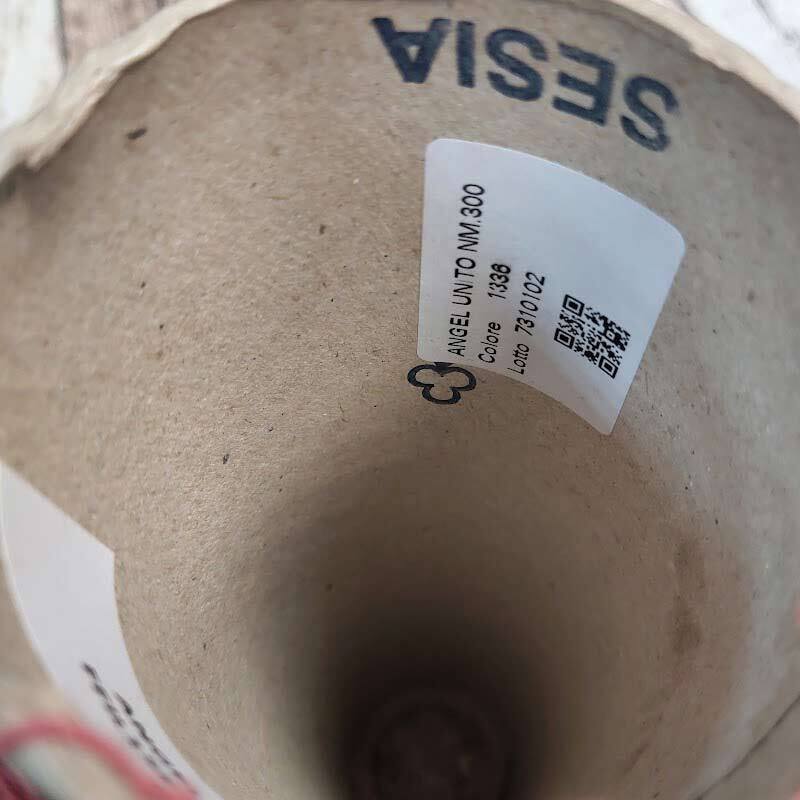 SESIA
ANGEL UNITO NM.300
Colore 1336
Lotto 7310102